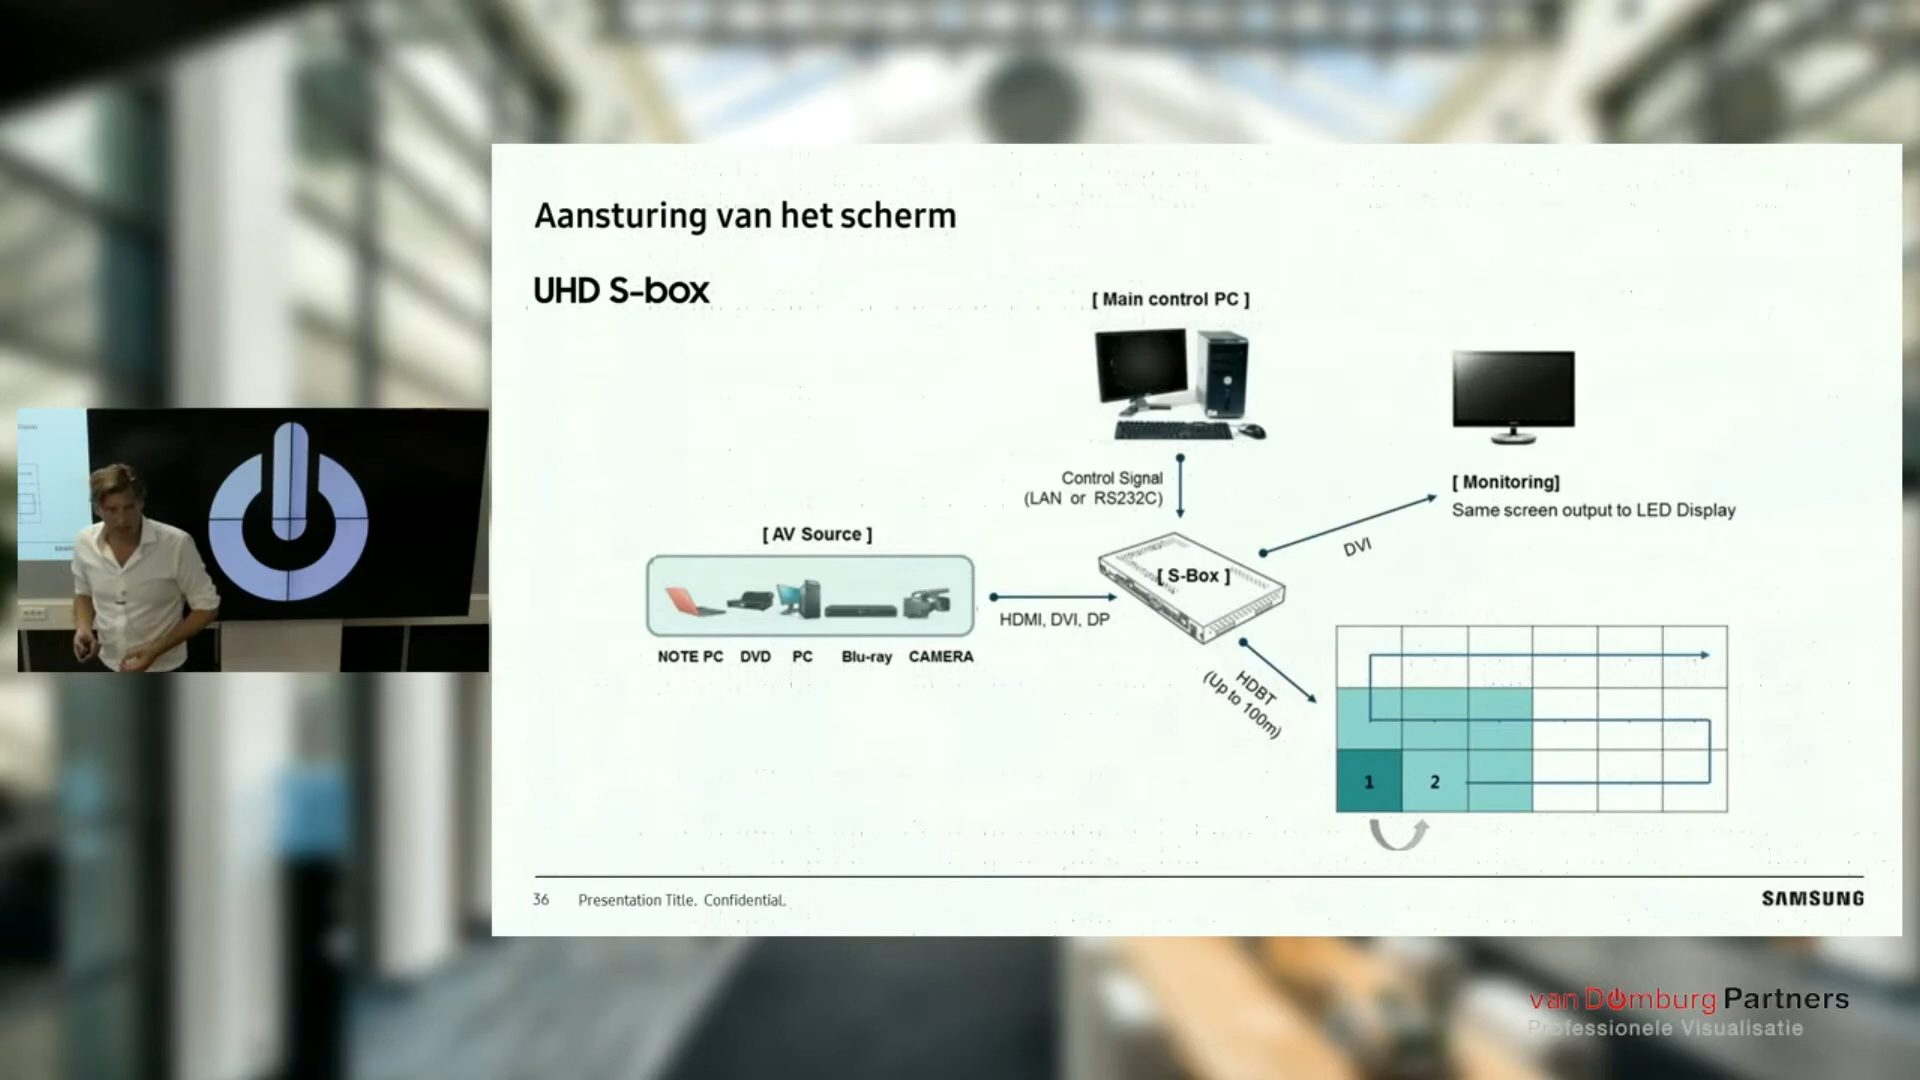 Aansturing van het scherm
UHD S-box
[ Main control PC ]
Control Signal
(LAN or RS232C)
[ Monitoring]
Same screen output to LED Display
DVI
[ AV Source ]
[ S-Box ]
HDMI, DVI, DP
NOTE PC DVD PC Blu-ray CAMERA
HDBT
(Up to 100m)
1 2
36 Presentation Title. Confidential.
SAMSUNG
van Domburg Partners
Professionele Visualisatie